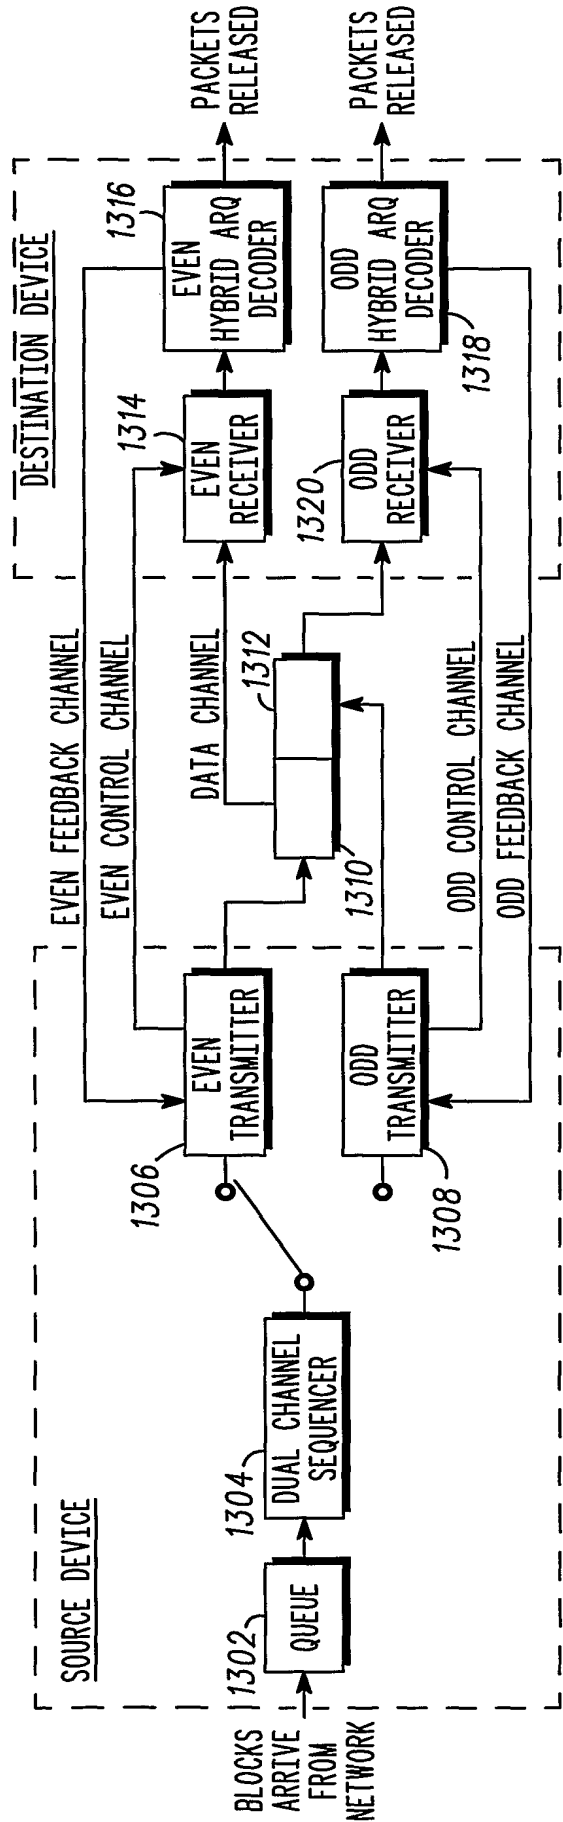 SOURCE DEVICE
BLOCKS
ARRIVE
FROM
NETWORK
1302
QUEUE
1304
DUAL CHANNEL
SEQUENCER
1306
EVEN
TRANSMITTER
1308
ODD
TRANSMITTER
EVEN FEEDBACK CHANNEL
EVEN CONTROL CHANNEL
DATA CHANNEL
1310
1312
ODD CONTROL CHANNEL
ODD FEEDBACK CHANNEL
DESTINATION DEVICE
1314
EVEN
RECEIVER
1320
ODD
RECEIVER
1316
EVEN
HYBRID ARQ
DECODER
ODD
HYBRID ARQ
DECODER
1318
PACKETS
RELEASED
PACKETS
RELEASED